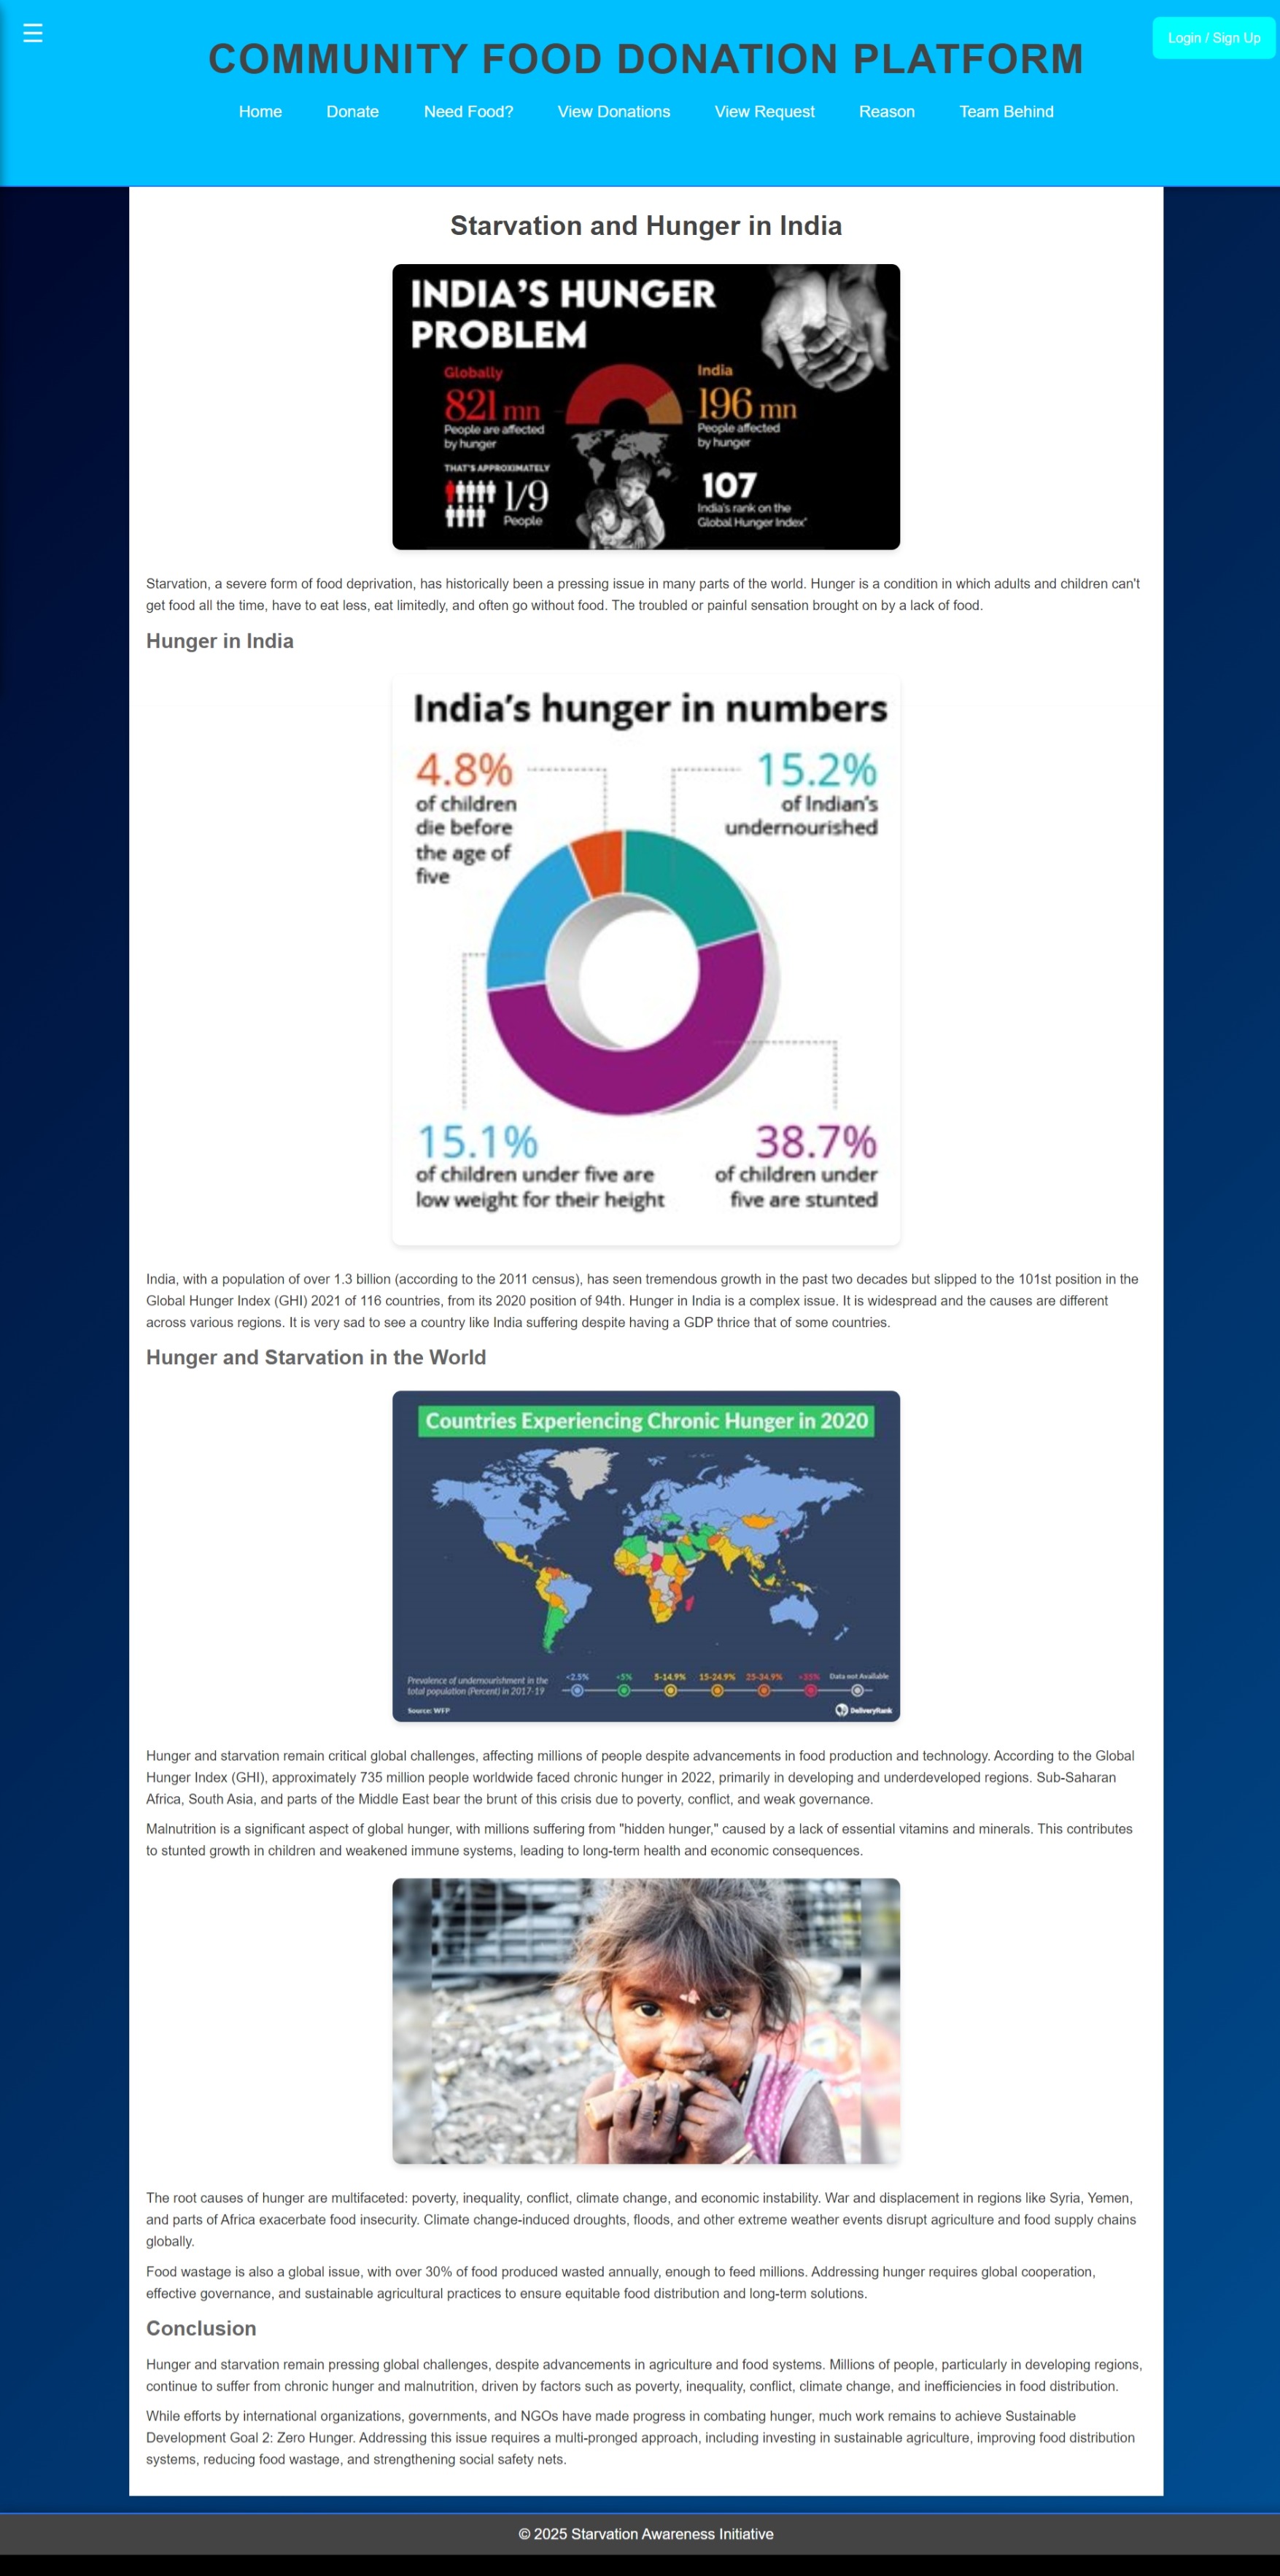 ☰
Login / Sign Up
COMMUNITY FOOD DONATION PLATFORM
Home Donate Need Food? View Donations View Request Reason Team Behind
Starvation and Hunger in India
INDIA'S HUNGER
PROBLEM
Globally
821 mn
People are affected
by hunger
THAT'S APPROXIMATELY
1/9
People
India
196 mn
People affected
by hunger
107
India's rank on the
Global Hunger Index*
Starvation, a severe form of food deprivation, has historically been a pressing issue in many parts of the world. Hunger is a condition in which adults and children can't
get food all the time, have to eat less, eat limitedly, and often go without food. The troubled or painful sensation brought on by a lack of food.
Hunger in India
India's hunger in numbers
4.8%
of children
die before
the age of
five
15.2%
of Indian's
undernourished
15.1%
of children under five are
low weight for their height
38.7%
of children under
five are stunted
India, with a population of over 1.3 billion (according to the 2011 census), has seen tremendous growth in the past two decades but slipped to the 101st position in the
Global Hunger Index (GHI) 2021 of 116 countries, from its 2020 position of 94th. Hunger in India is a complex issue. It is widespread and the causes are different
across various regions. It is very sad to see a country like India suffering despite having a GDP thrice that of some countries.
Hunger and Starvation in the World
Countries Experiencing Chronic Hunger in 2020
Prevalence of undernourishment in the
total population (Percent) in 2017-19
<2.5% <5% 5-14.9% 15-24.9% 25-34.9% >35% Data not Available
Source: WFP
DeliveryRank
Hunger and starvation remain critical global challenges, affecting millions of people despite advancements in food production and technology. According to the Global
Hunger Index (GHI), approximately 735 million people worldwide faced chronic hunger in 2022, primarily in developing and underdeveloped regions. Sub-Saharan
Africa, South Asia, and parts of the Middle East bear the brunt of this crisis due to poverty, conflict, and weak governance.
Malnutrition is a significant aspect of global hunger, with millions suffering from "hidden hunger," caused by a lack of essential vitamins and minerals. This contributes
to stunted growth in children and weakened immune systems, leading to long-term health and economic consequences.
The root causes of hunger are multifaceted: poverty, inequality, conflict, climate change, and economic instability. War and displacement in regions like Syria, Yemen,
and parts of Africa exacerbate food insecurity. Climate change-induced droughts, floods, and other extreme weather events disrupt agriculture and food supply chains
globally.
Food wastage is also a global issue, with over 30% of food produced wasted annually, enough to feed millions. Addressing hunger requires global cooperation,
effective governance, and sustainable agricultural practices to ensure equitable food distribution and long-term solutions.
Conclusion
Hunger and starvation remain pressing global challenges, despite advancements in agriculture and food systems. Millions of people, particularly in developing regions,
continue to suffer from chronic hunger and malnutrition, driven by factors such as poverty, inequality, conflict, climate change, and inefficiencies in food distribution.
While efforts by international organizations, governments, and NGOs have made progress in combating hunger, much work remains to achieve Sustainable
Development Goal 2: Zero Hunger. Addressing this issue requires a multi-pronged approach, including investing in sustainable agriculture, improving food distribution
systems, reducing food wastage, and strengthening social safety nets.
© 2025 Starvation Awareness Initiative